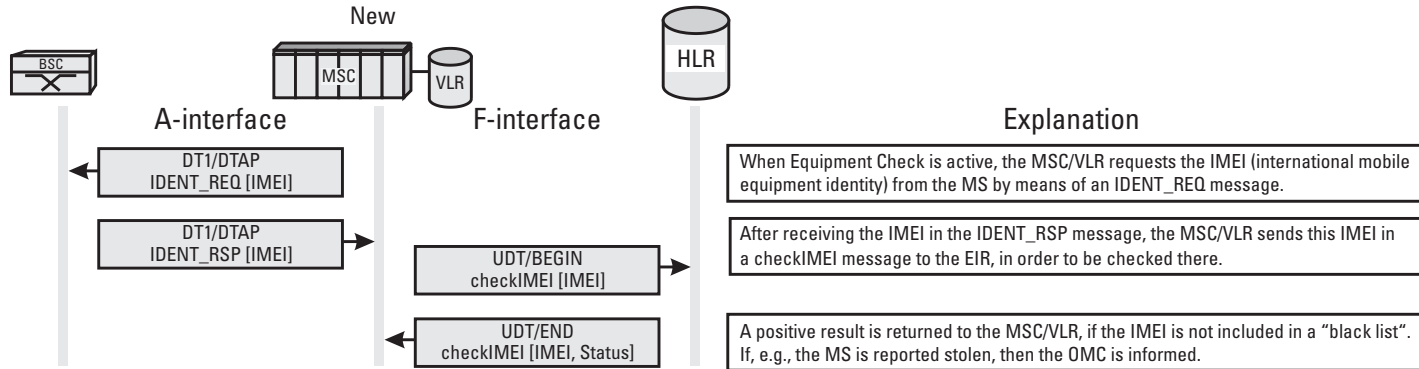 New
BSC
MSC
VLR
HLR
A-interface
F-interface
Explanation
DT1/DTAP
IDENT_REQ [IMEI]
When Equipment Check is active, the MSC/VLR requests the IMEI (international mobile
equipment identity) from the MS by means of an IDENT_REQ message.
DT1/DTAP
IDENT_RSP [IMEI]
After receiving the IMEI in the IDENT_RSP message, the MSC/VLR sends this IMEI in
a checkIMEI message to the EIR, in order to be checked there.
UDT/BEGIN
checkIMEI [IMEI]
UDT/END
checkIMEI [IMEI, Status]
A positive result is returned to the MSC/VLR, if the IMEI is not included in a “black list“.
If, e.g., the MS is reported stolen, then the OMC is informed.